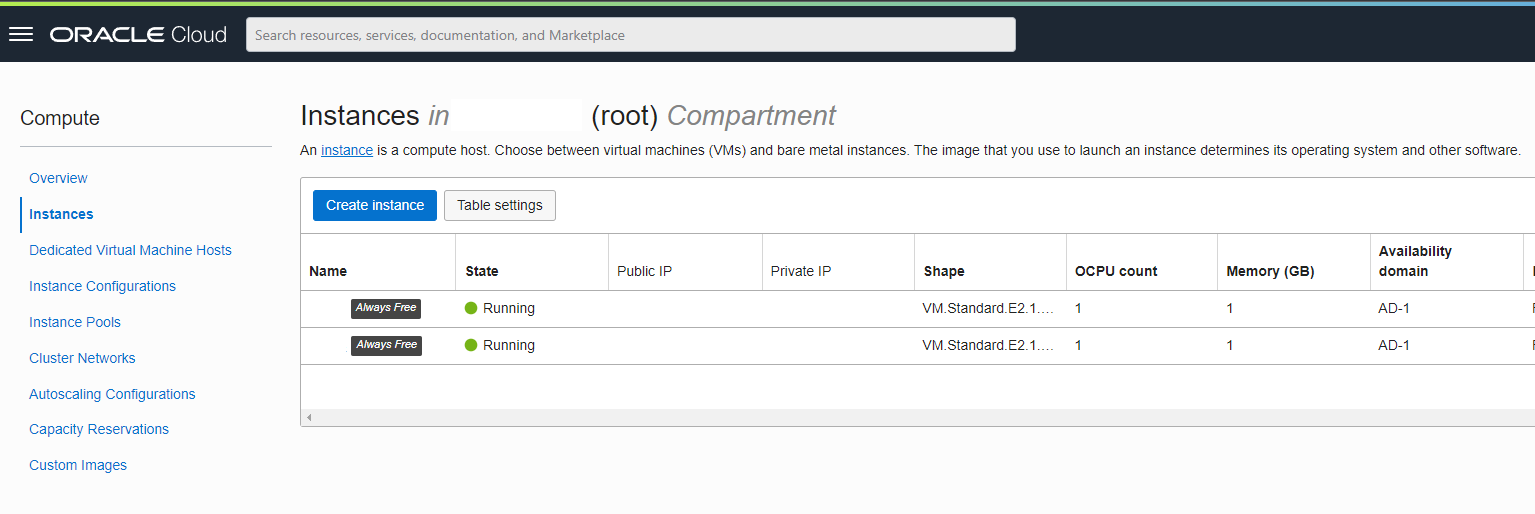 ORACLE Cloud
Search resources, services, documentation, and Marketplace
Compute
Overview
Instances
Dedicated Virtual Machine Hosts
Instance Configurations
Instance Pools
Cluster Networks
Autoscaling Configurations
Capacity Reservations
Custom Images
Instances in (root) Compartment
An instance is a compute host. Choose between virtual machines (VMs) and bare metal instances. The image that you use to launch an instance determines its operating system and other software.
Create instance Table settings
Name State Public IP Private IP Shape OCPU count Memory (GB) Availability domain
Always Free Running VM.Standard.E2.1.... 1 1 AD-1
Always Free Running VM.Standard.E2.1.... 1 1 AD-1